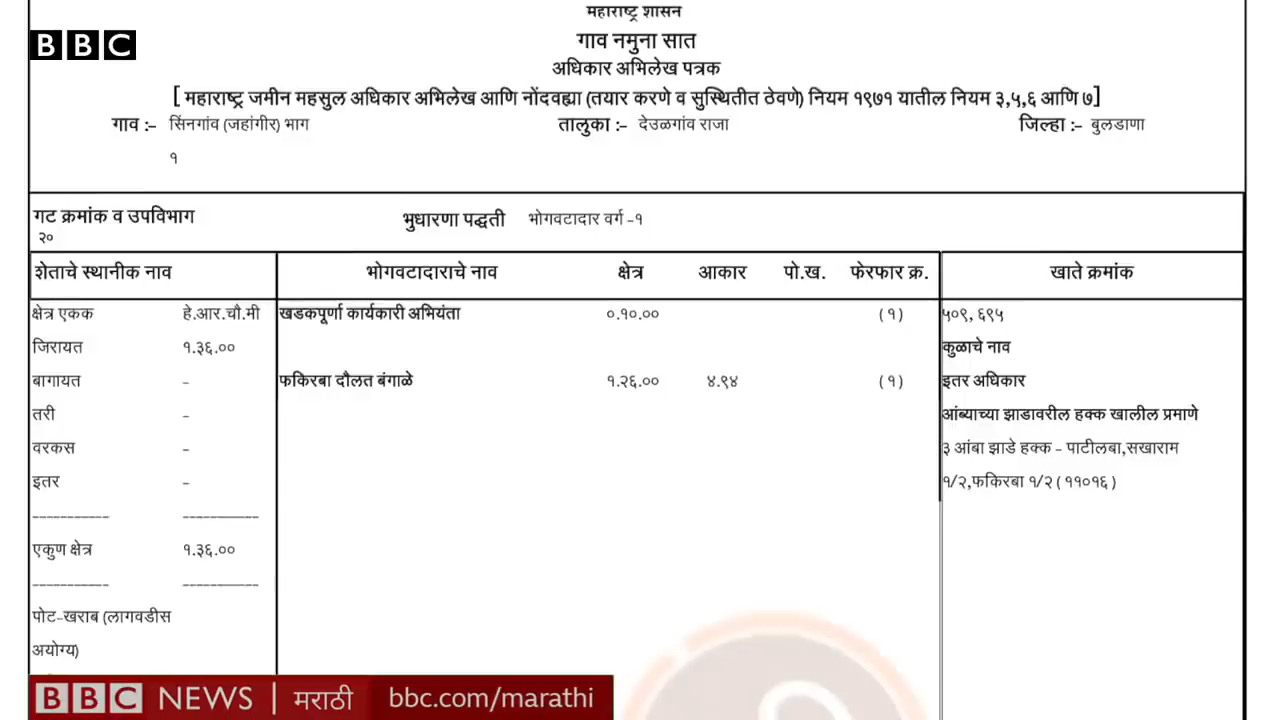 महाराष्ट्र शासन
BBC
गाव नमुना सात
अधिकार अभिलेख पत्रक
[ महाराष्ट्र जमीन महसुल अधिकार अभिलेख आणि नोंदवह्या (तयार करणे व सुस्थितीत ठेवणे) नियम १९७१ यातील नियम ३,५,६ आणि ७]
गाव :- सिंनगांव (जहांगीर) भाग तालुका :- देउळगांव राजा जिल्हा :- बुलडाणा
१
गट क्रमांक व उपविभाग भुधारणा पद्धती भोगवटादार वर्ग -१
२०
शेताचे स्थानीक नाव भोगवटादाराचे नाव क्षेत्र आकार पो.ख. फेरफार क्र. खाते क्रमांक
क्षेत्र एकक हे.आर.चौ.मी खडकपूर्णा कार्यकारी अभियंता ०.१०.०० (१) ५०९, ६९५
जिरायत १.३६.०० कुळाचे नाव
बागायत - फकिरबा दौलत बंगाळे १.२६.०० ४.९४ (१) इतर अधिकार
तरी - आंब्याच्या झाडावरील हक्क खालील प्रमाणे
वरकस - ३ आंबा झाडे हक्क - पाटीलबा,सखाराम
इतर - १/२,फकिरबा १/२ ( ११०१६ )
----------- -----------
एकुण क्षेत्र १.३६.००
----------- -----------
पोट-खराब (लागवडीस
अयोग्य)
BBC NEWS | मराठी bbc.com/marathi